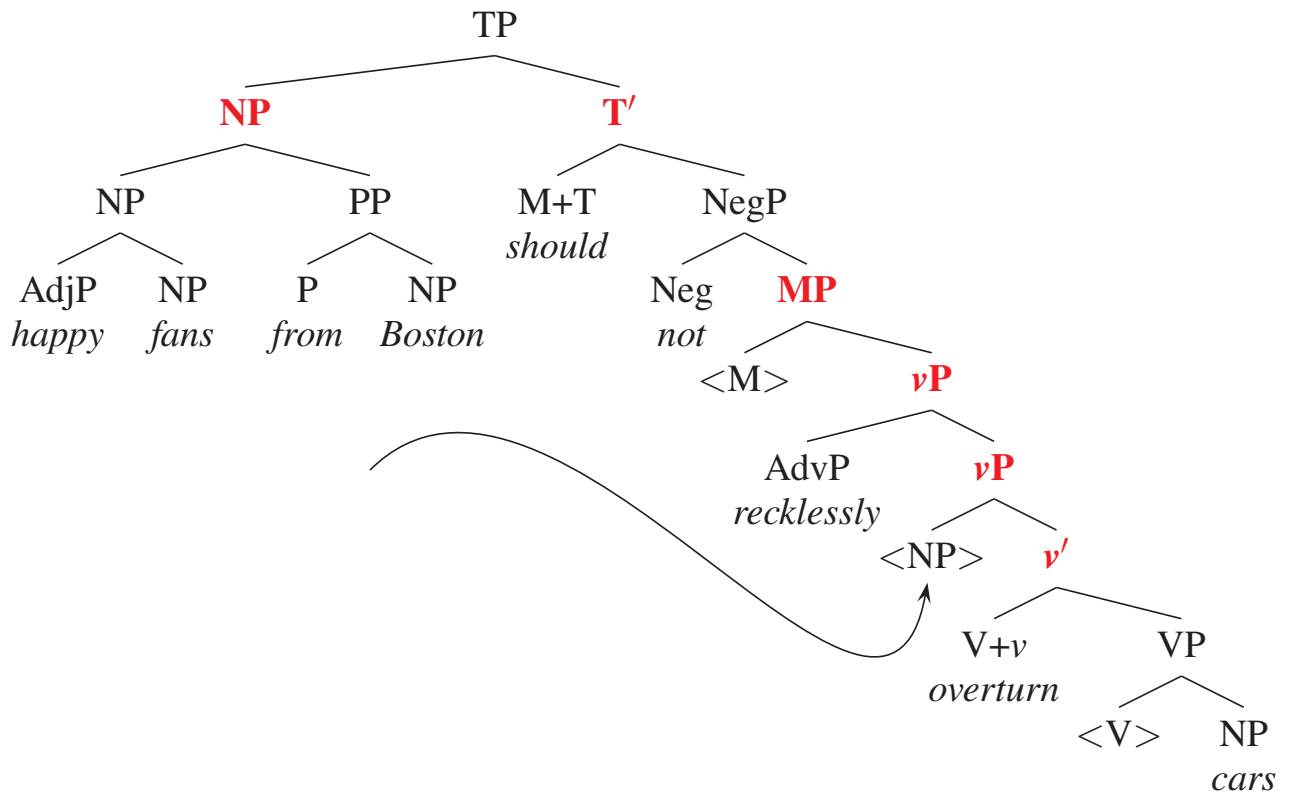 TP
NP T′
NP PP M+T NegP
should
AdjP NP P NP Neg MP
happy fans from Boston not
<M> vP
AdvP vP
recklessly
<NP> v′
V+v VP
overturn
<V> NP
cars